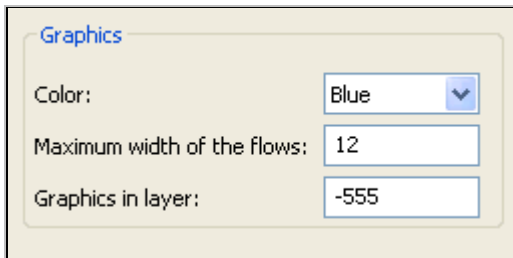 Graphics
Color: Blue
Maximum width of the flows: 12
Graphics in layer: -555